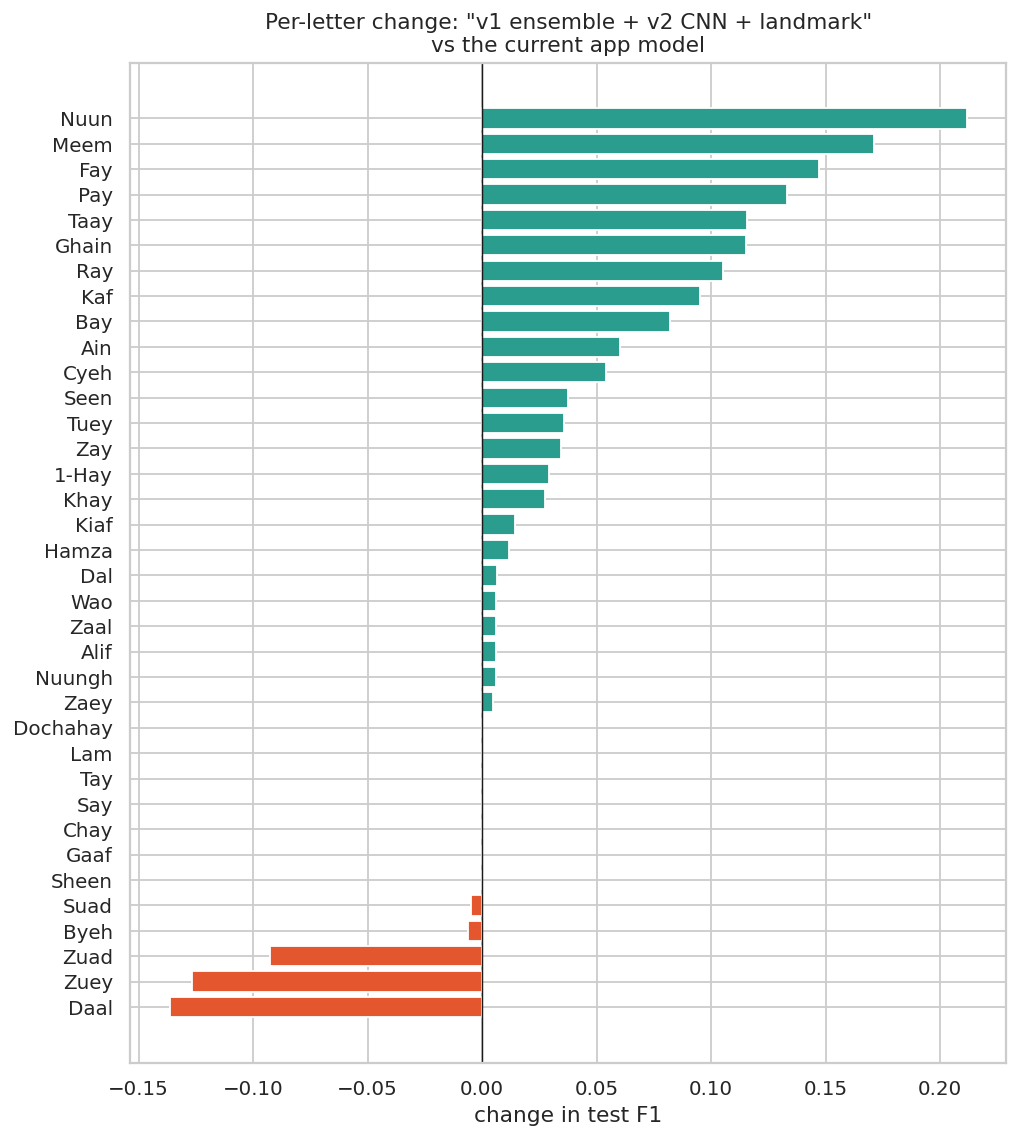 Per-letter change: "v1 ensemble + v2 CNN + landmark"
vs the current app model
Nuun
Meem
Fay
Pay
Taay
Ghain
Ray
Kaf
Bay
Ain
Cyeh
Seen
Tuey
Zay
1-Hay
Khay
Kiaf
Hamza
Dal
Wao
Zaal
Alif
Nuungh
Zaey
Dochahay
Lam
Tay
Say
Chay
Gaaf
Sheen
Suad
Byeh
Zuad
Zuey
Daal
−0.15 −0.10 −0.05 0.00 0.05 0.10 0.15 0.20
change in test F1